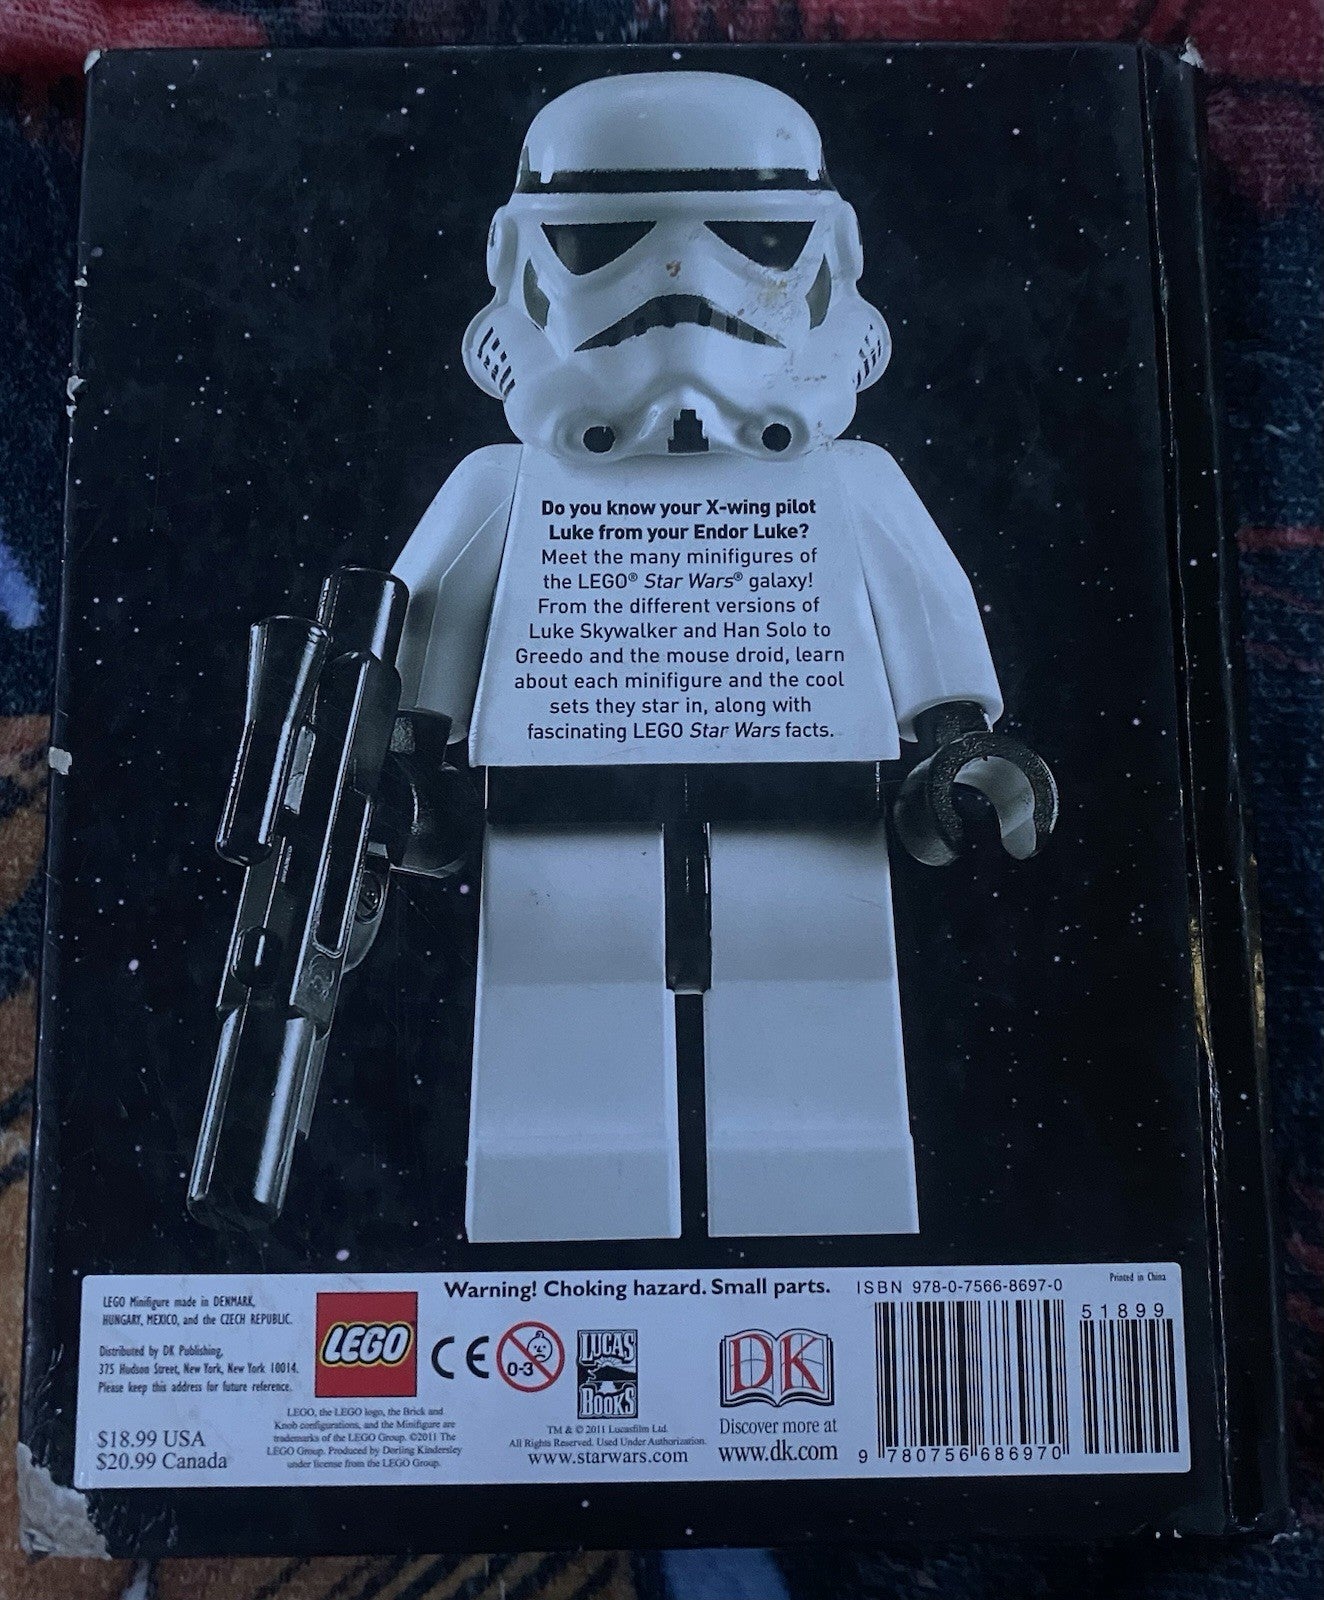 Do you know your X-wing pilot
Luke from your Endor Luke?
Meet the many minifigures of
the LEGO® Star Wars® galaxy!
From the different versions of
Luke Skywalker and Han Solo to
Greedo and the mouse droid, learn
about each minifigure and the cool
sets they star in, along with
fascinating LEGO Star Wars facts.
Warning! Choking hazard. Small parts.
ISBN 978-0-7566-8697-0
Printed in China
LEGO Minifigure made in DENMARK,
HUNGARY, MEXICO, and the CZECH REPUBLIC.
Distributed by DK Publishing,
375 Hudson Street, New York, New York 10014.
Please keep this address for future reference.
$18.99 USA
$20.99 Canada
LEGO
LEGO, the LEGO logo, the Brick and
Knob configurations, and the Minifigure are
trademarks of the LEGO Group. ©2011 The
LEGO Group. Produced by Dorling Kindersley
under license from the LEGO Group.
CE
0-3
LUCAS
BOOKS
TM & © 2011 Lucasfilm Ltd.
All Rights Reserved. Used Under Authorization.
www.starwars.com
DK
Discover more at
www.dk.com
51899
9 780756 686970